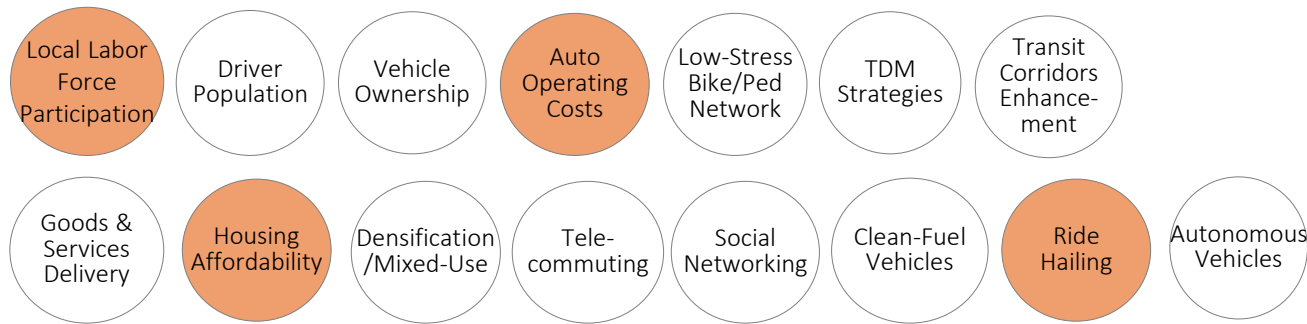 Local Labor
Force
Participation
Driver
Population
Vehicle
Ownership
Auto
Operating
Costs
Low-Stress
Bike/Ped
Network
TDM
Strategies
Transit
Corridors
Enhance-
ment
Goods &
Services
Delivery
Housing
Affordability
Densification
/Mixed-Use
Tele-
commuting
Social
Networking
Clean-Fuel
Vehicles
Ride
Hailing
Autonomous
Vehicles